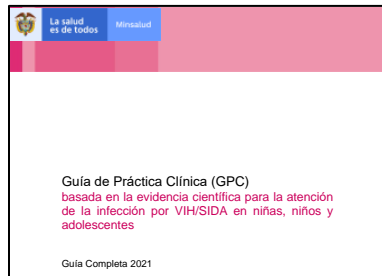 La salud
es de todos
Minsalud
Guía de Práctica Clínica (GPC)
basada en la evidencia científica para la atención
de la infección por VIH/SIDA en niñas, niños y
adolescentes
Guía Completa 2021